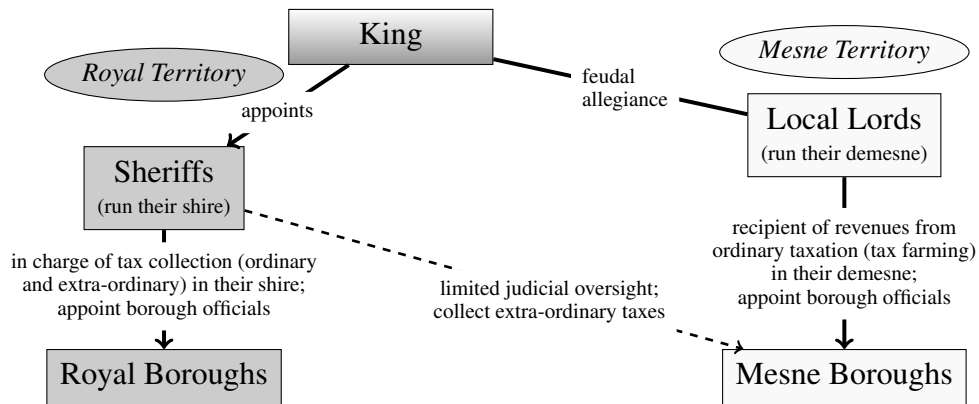 King
Royal Territory
Mesne Territory
appoints
feudal
allegiance
Local Lords
(run their demesne)
Sheriffs
(run their shire)
in charge of tax collection (ordinary
and extra-ordinary) in their shire;
appoint borough officials
limited judicial oversight;
collect extra-ordinary taxes
recipient of revenues from
ordinary taxation (tax farming)
in their demesne;
appoint borough officials
Royal Boroughs
Mesne Boroughs